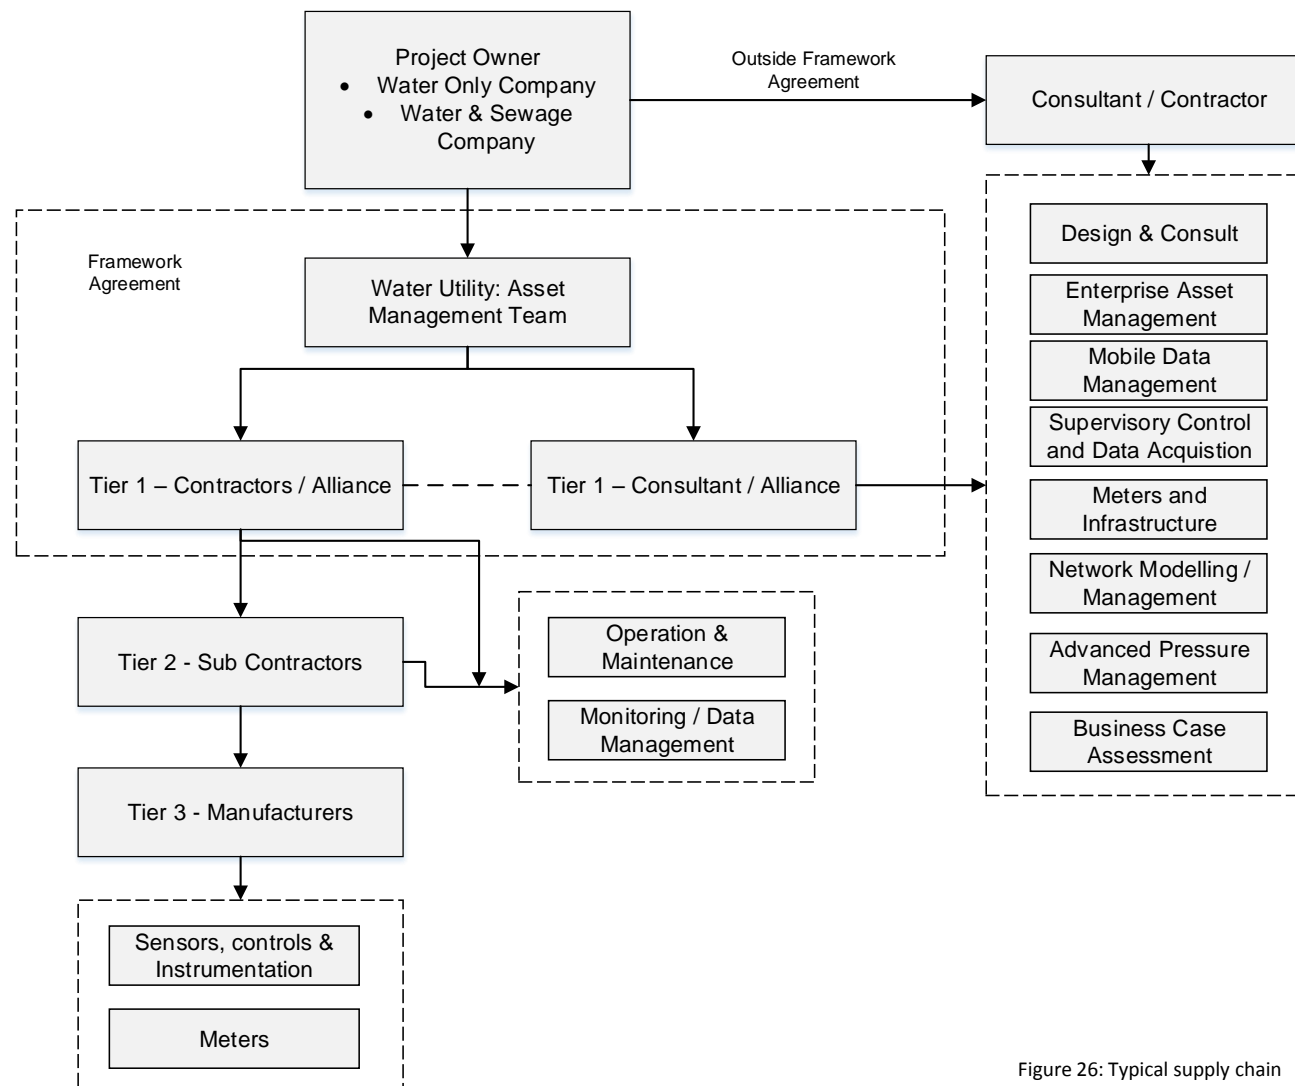 Project Owner
• Water Only Company
• Water & Sewage
Company
Outside Framework
Agreement
Consultant / Contractor
Framework
Agreement
Water Utility: Asset
Management Team
Tier 1 – Contractors / Alliance
Tier 1 – Consultant / Alliance
Design & Consult
Enterprise Asset
Management
Mobile Data
Management
Supervisory Control
and Data Acquistion
Meters and
Infrastructure
Network Modelling /
Management
Advanced Pressure
Management
Business Case
Assessment
Tier 2 - Sub Contractors
Operation &
Maintenance
Monitoring / Data
Management
Tier 3 - Manufacturers
Sensors, controls &
Instrumentation
Meters
Figure 26: Typical supply chain